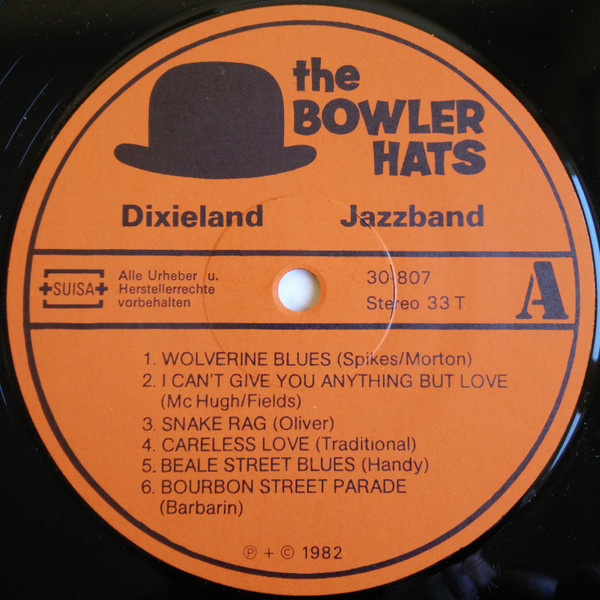 the
BOWLER
HATS
Dixieland Jazzband
SUISA
Alle Urheber u.
Herstellerrechte
vorbehalten
30-807
Stereo 33 T
A
1. WOLVERINE BLUES (Spikes/Morton)
2. I CAN'T GIVE YOU ANYTHING BUT LOVE
(Mc Hugh/Fields)
3. SNAKE RAG (Oliver)
4. CARELESS LOVE (Traditional)
5. BEALE STREET BLUES (Handy)
6. BOURBON STREET PARADE
(Barbarin)
℗ + © 1982